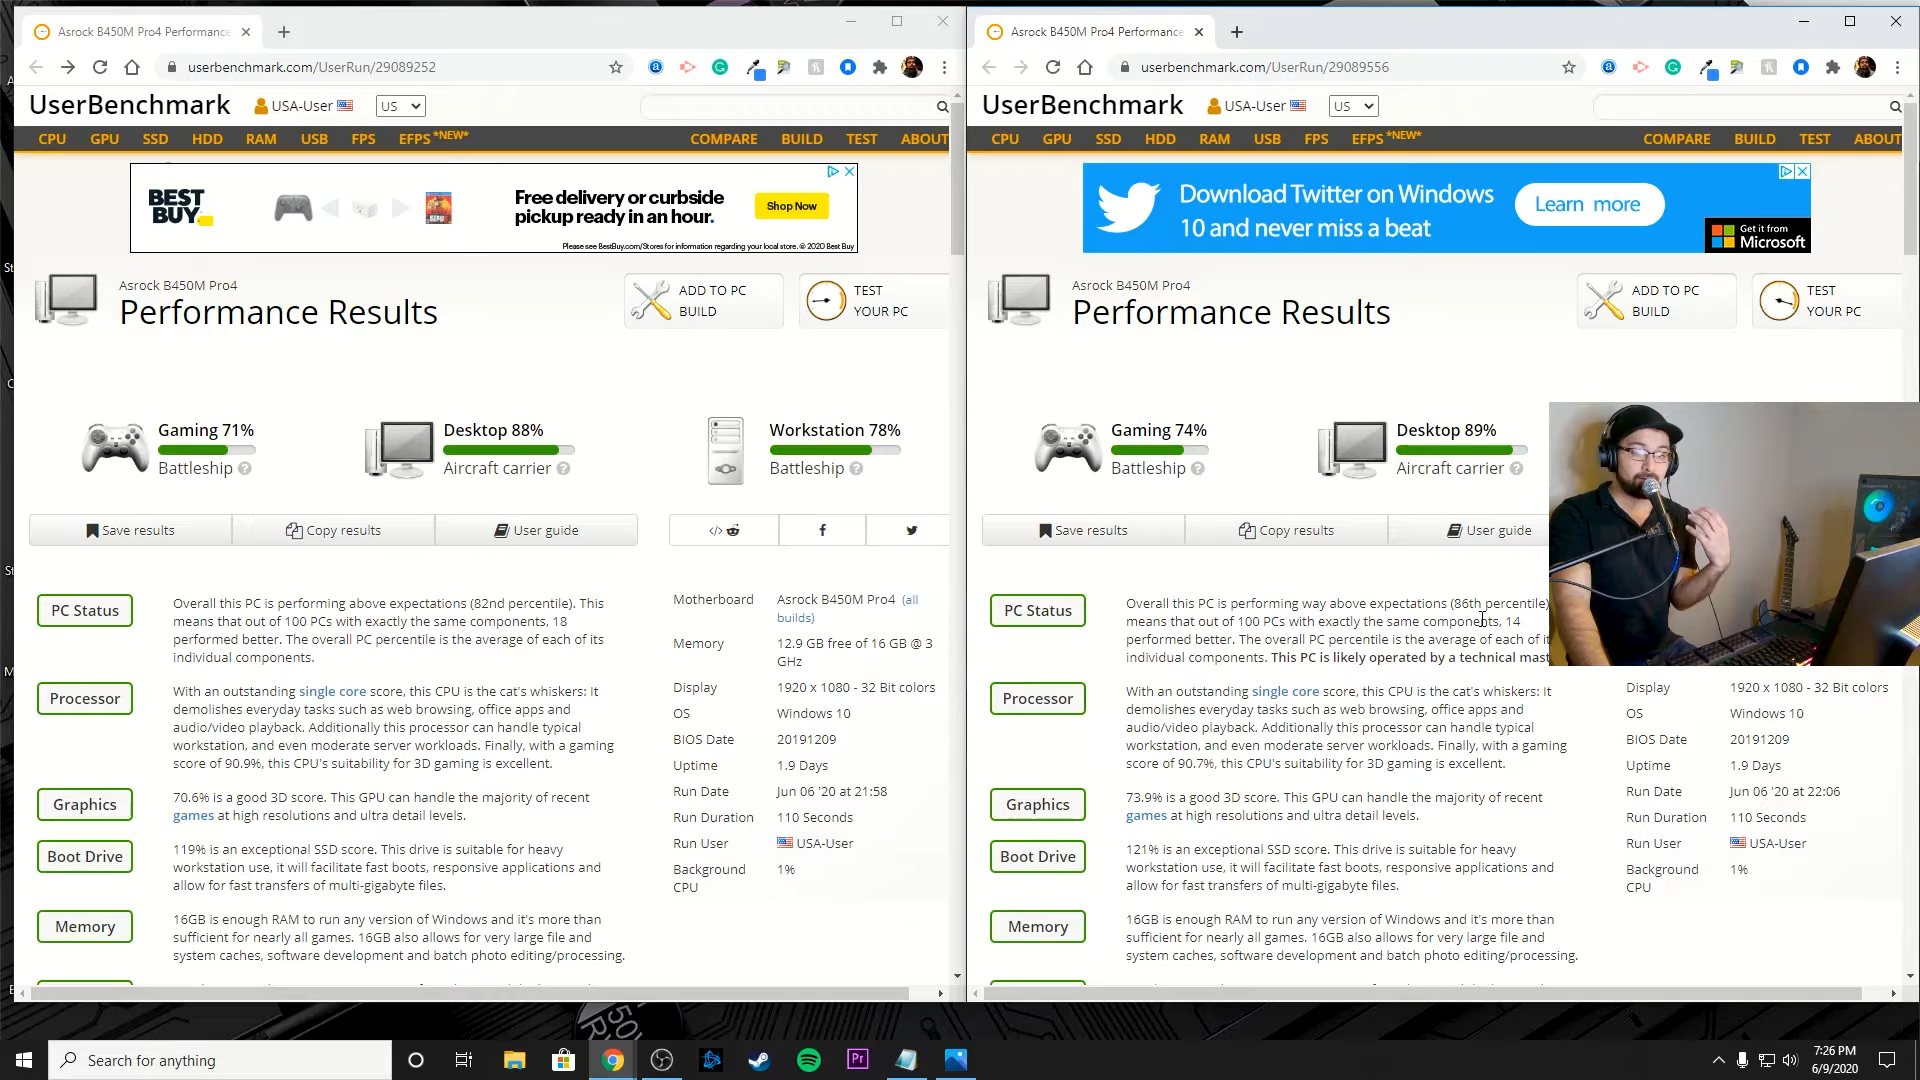 Asrock B450M Pro4 Performance
userbenchmark.com/UserRun/29089252
UserBenchmark
USA-User
US
CPU GPU SSD HDD RAM USB FPS EFPS *NEW* COMPARE BUILD TEST ABOUT
BEST
BUY
Free delivery or curbside
pickup ready in an hour.
Shop Now
Please see BestBuy.com/Stores for information regarding your local store. © 2020 Best Buy
Asrock B450M Pro4
Performance Results
ADD TO PC
BUILD
TEST
YOUR PC
Gaming 71%
Battleship
Desktop 88%
Aircraft carrier
Workstation 78%
Battleship
Save results
Copy results
User guide
PC Status
Overall this PC is performing above expectations (82nd percentile). This
means that out of 100 PCs with exactly the same components, 18
performed better. The overall PC percentile is the average of each of its
individual components.
Processor
With an outstanding single core score, this CPU is the cat's whiskers: It
demolishes everyday tasks such as web browsing, office apps and
audio/video playback. Additionally this processor can handle typical
workstation, and even moderate server workloads. Finally, with a gaming
score of 90.9%, this CPU's suitability for 3D gaming is excellent.
Graphics
70.6% is a good 3D score. This GPU can handle the majority of recent
games at high resolutions and ultra detail levels.
Boot Drive
119% is an exceptional SSD score. This drive is suitable for heavy
workstation use, it will facilitate fast boots, responsive applications and
allow for fast transfers of multi-gigabyte files.
Memory
16GB is enough RAM to run any version of Windows and it's more than
sufficient for nearly all games. 16GB also allows for very large file and
system caches, software development and batch photo editing/processing.
Motherboard Asrock B450M Pro4 (all
builds)
Memory 12.9 GB free of 16 GB @ 3
GHz
Display 1920 x 1080 - 32 Bit colors
OS Windows 10
BIOS Date 20191209
Uptime 1.9 Days
Run Date Jun 06 '20 at 21:58
Run Duration 110 Seconds
Run User USA-User
Background 1%
CPU
Asrock B450M Pro4 Performance
userbenchmark.com/UserRun/29089556
UserBenchmark
USA-User
US
CPU GPU SSD HDD RAM USB FPS EFPS *NEW* COMPARE BUILD TEST ABOUT
Download Twitter on Windows
10 and never miss a beat
Learn more
Get it from
Microsoft
Asrock B450M Pro4
Performance Results
ADD TO PC
BUILD
TEST
YOUR PC
Gaming 74%
Battleship
Desktop 89%
Aircraft carrier
Save results
Copy results
User guide
PC Status
Overall this PC is performing way above expectations (86th percentile)
means that out of 100 PCs with exactly the same components, 14
performed better. The overall PC percentile is the average of each of it
individual components. This PC is likely operated by a technical mast
Processor
With an outstanding single core score, this CPU is the cat's whiskers: It
demolishes everyday tasks such as web browsing, office apps and
audio/video playback. Additionally this processor can handle typical
workstation, and even moderate server workloads. Finally, with a gaming
score of 90.7%, this CPU's suitability for 3D gaming is excellent.
Graphics
73.9% is a good 3D score. This GPU can handle the majority of recent
games at high resolutions and ultra detail levels.
Boot Drive
121% is an exceptional SSD score. This drive is suitable for heavy
workstation use, it will facilitate fast boots, responsive applications and
allow for fast transfers of multi-gigabyte files.
Memory
16GB is enough RAM to run any version of Windows and it's more than
sufficient for nearly all games. 16GB also allows for very large file and
system caches, software development and batch photo editing/processing.
Display 1920 x 1080 - 32 Bit colors
OS Windows 10
BIOS Date 20191209
Uptime 1.9 Days
Run Date Jun 06 '20 at 22:06
Run Duration 110 Seconds
Run User USA-User
Background 1%
CPU
Search for anything
Pr
7:26 PM
6/9/2020